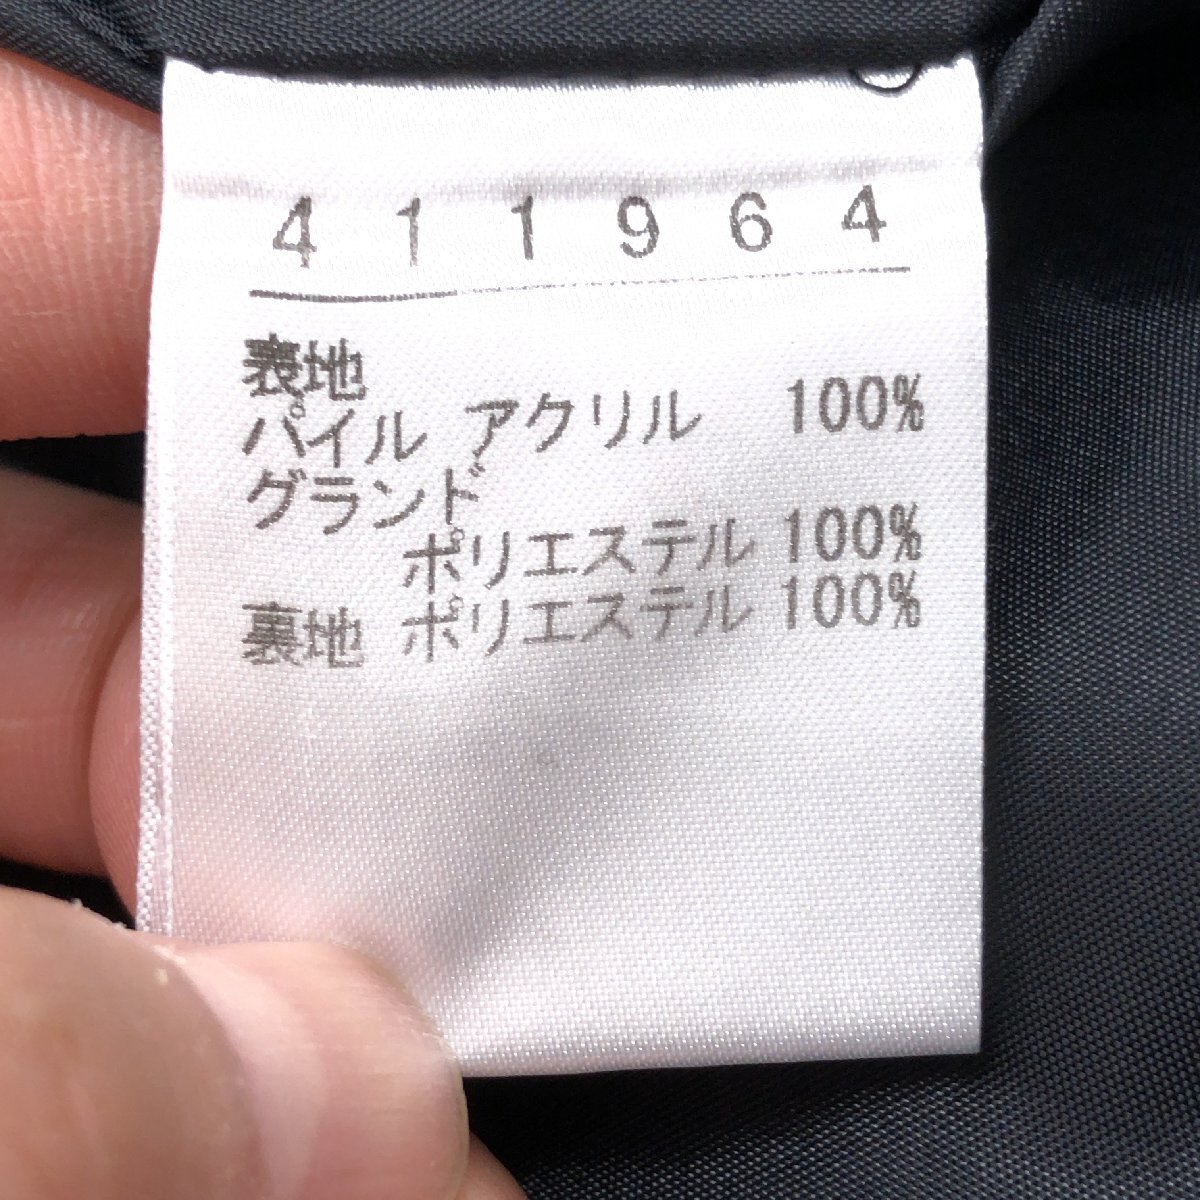 411964
表地
パイル アクリル 100%
グランド
ポリエステル 100%
裏地 ポリエステル 100%